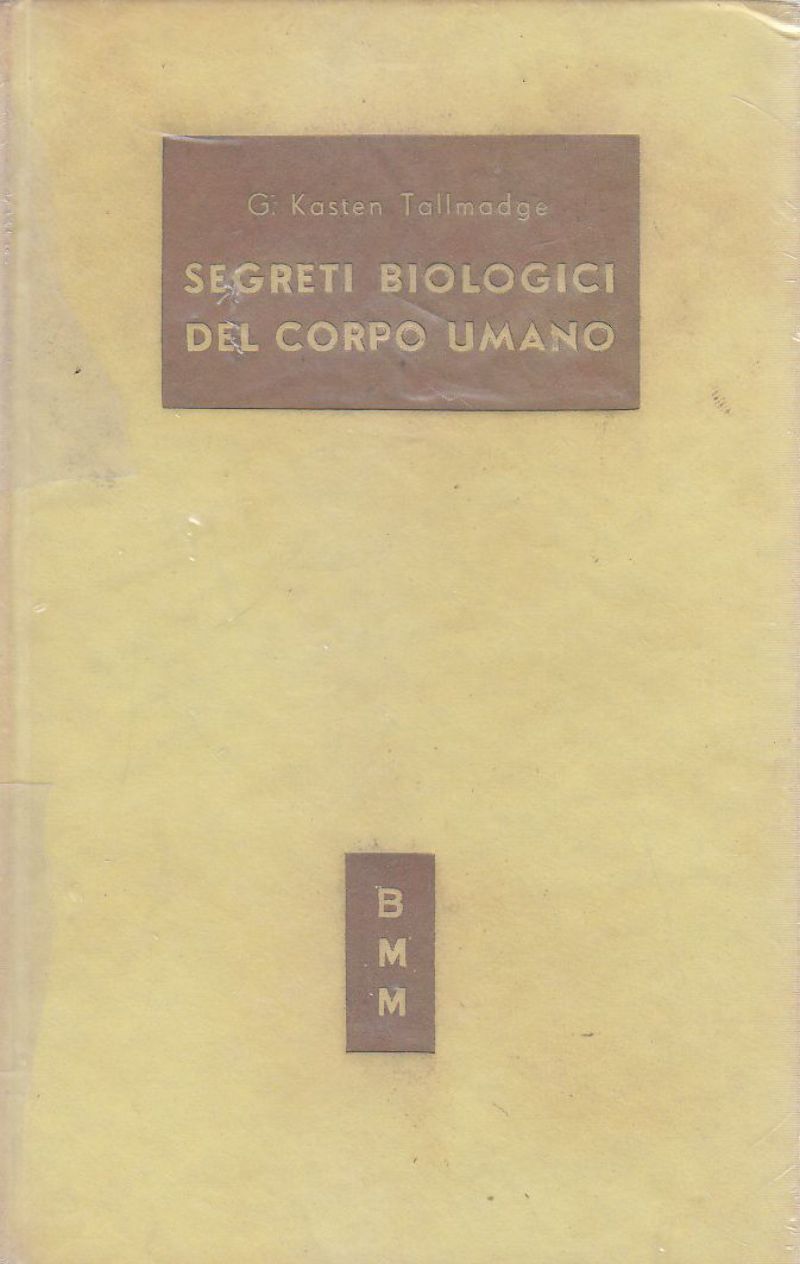 G. Kasten Tallmadge
SEGRETI BIOLOGICI
DEL CORPO UMANO
B
M
M